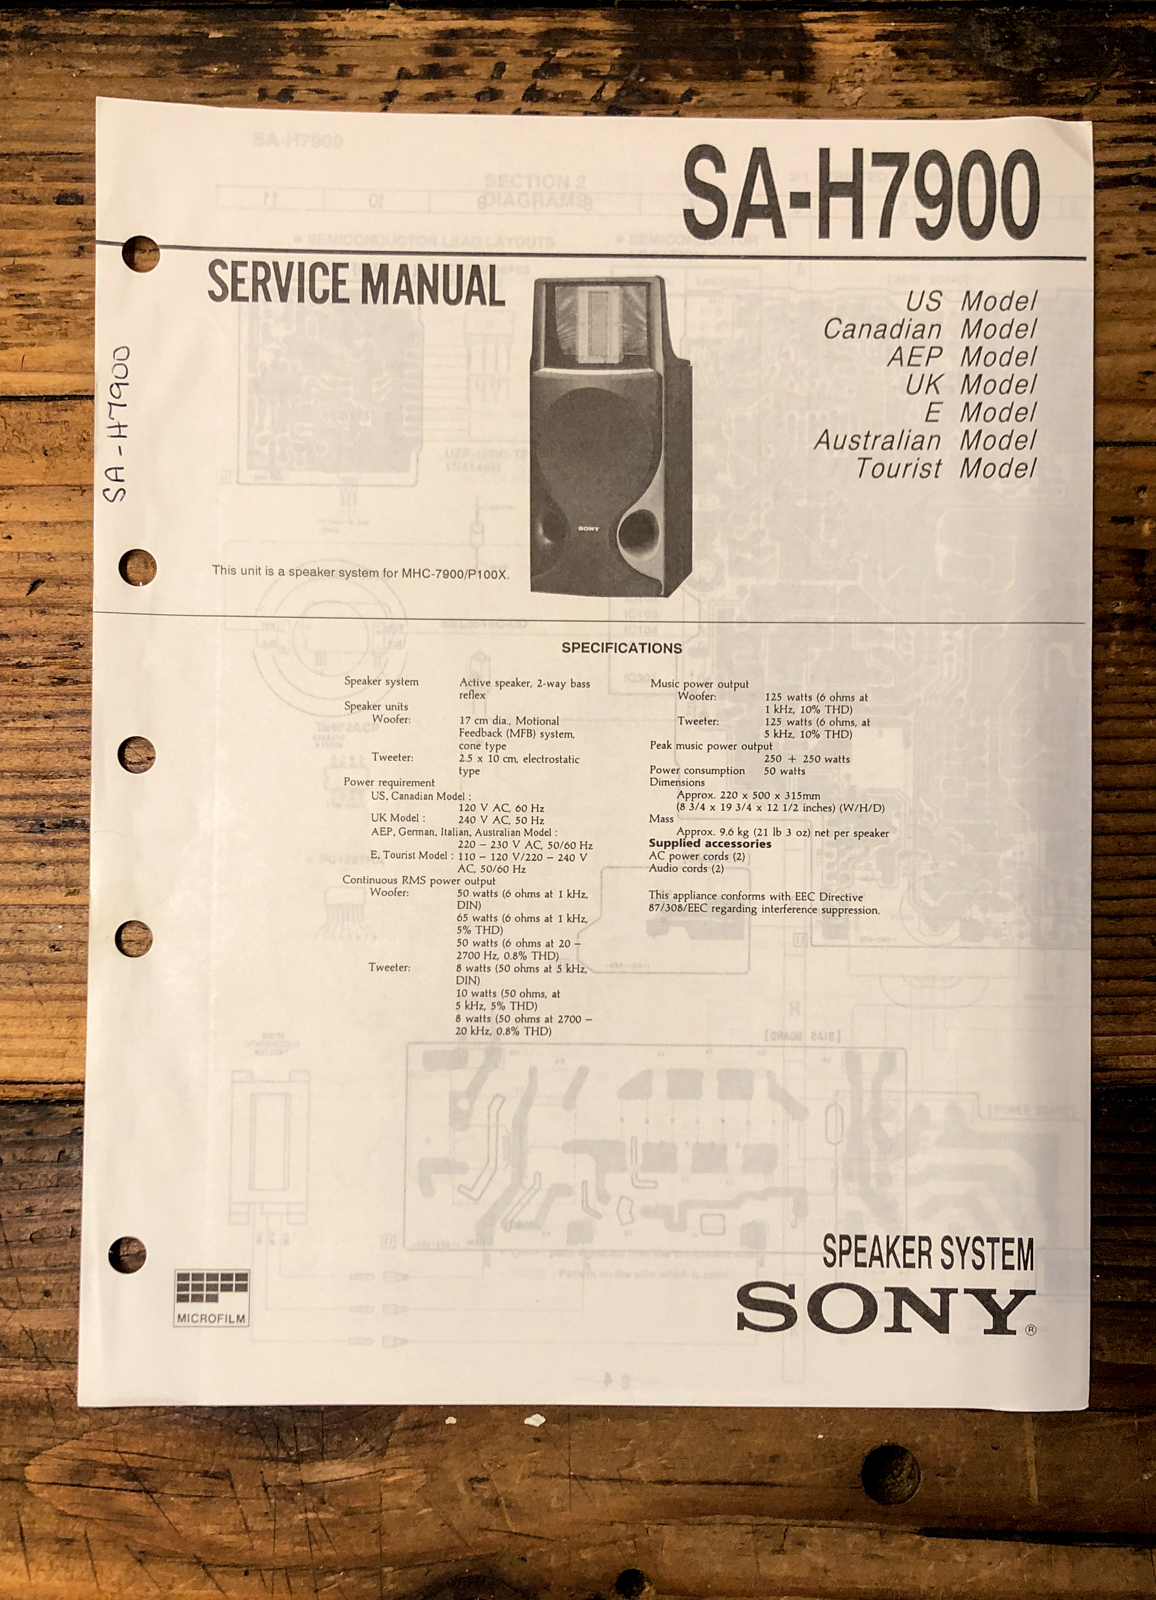 SA-H7900
SERVICE MANUAL
US Model
Canadian Model
AEP Model
UK Model
E Model
Australian Model
Tourist Model
SA-H7900
SONY
This unit is a speaker system for MHC-7900/P100X.
SPECIFICATIONS
Speaker system Active speaker, 2-way bass
reflex
Speaker units
Woofer: 17 cm dia., Motional
Feedback (MFB) system,
cone type
Tweeter: 2.5 x 10 cm, electrostatic
type
Power requirement
US, Canadian Model :
120 V AC, 60 Hz
UK Model : 240 V AC, 50 Hz
AEP, German, Italian, Australian Model :
220 – 230 V AC, 50/60 Hz
E, Tourist Model : 110 – 120 V/220 – 240 V
AC, 50/60 Hz
Continuous RMS power output
Woofer: 50 watts (6 ohms at 1 kHz,
DIN)
65 watts (6 ohms at 1 kHz,
5% THD)
50 watts (6 ohms at 20 –
2700 Hz, 0.8% THD)
Tweeter: 8 watts (50 ohms at 5 kHz,
DIN)
10 watts (50 ohms, at
5 kHz, 5% THD)
8 watts (50 ohms at 2700 –
20 kHz, 0.8% THD)
Music power output
Woofer: 125 watts (6 ohms at
1 kHz, 10% THD)
Tweeter: 125 watts (6 ohms, at
5 kHz, 10% THD)
Peak music power output
250 + 250 watts
Power consumption 50 watts
Dimensions
Approx. 220 x 500 x 315mm
(8 3/4 x 19 3/4 x 12 1/2 inches) (W/H/D)
Mass
Approx. 9.6 kg (21 lb 3 oz) net per speaker
Supplied accessories
AC power cords (2)
Audio cords (2)
This appliance conforms with EEC Directive
87/308/EEC regarding interference suppression.
MICROFILM
SPEAKER SYSTEM
SONY®